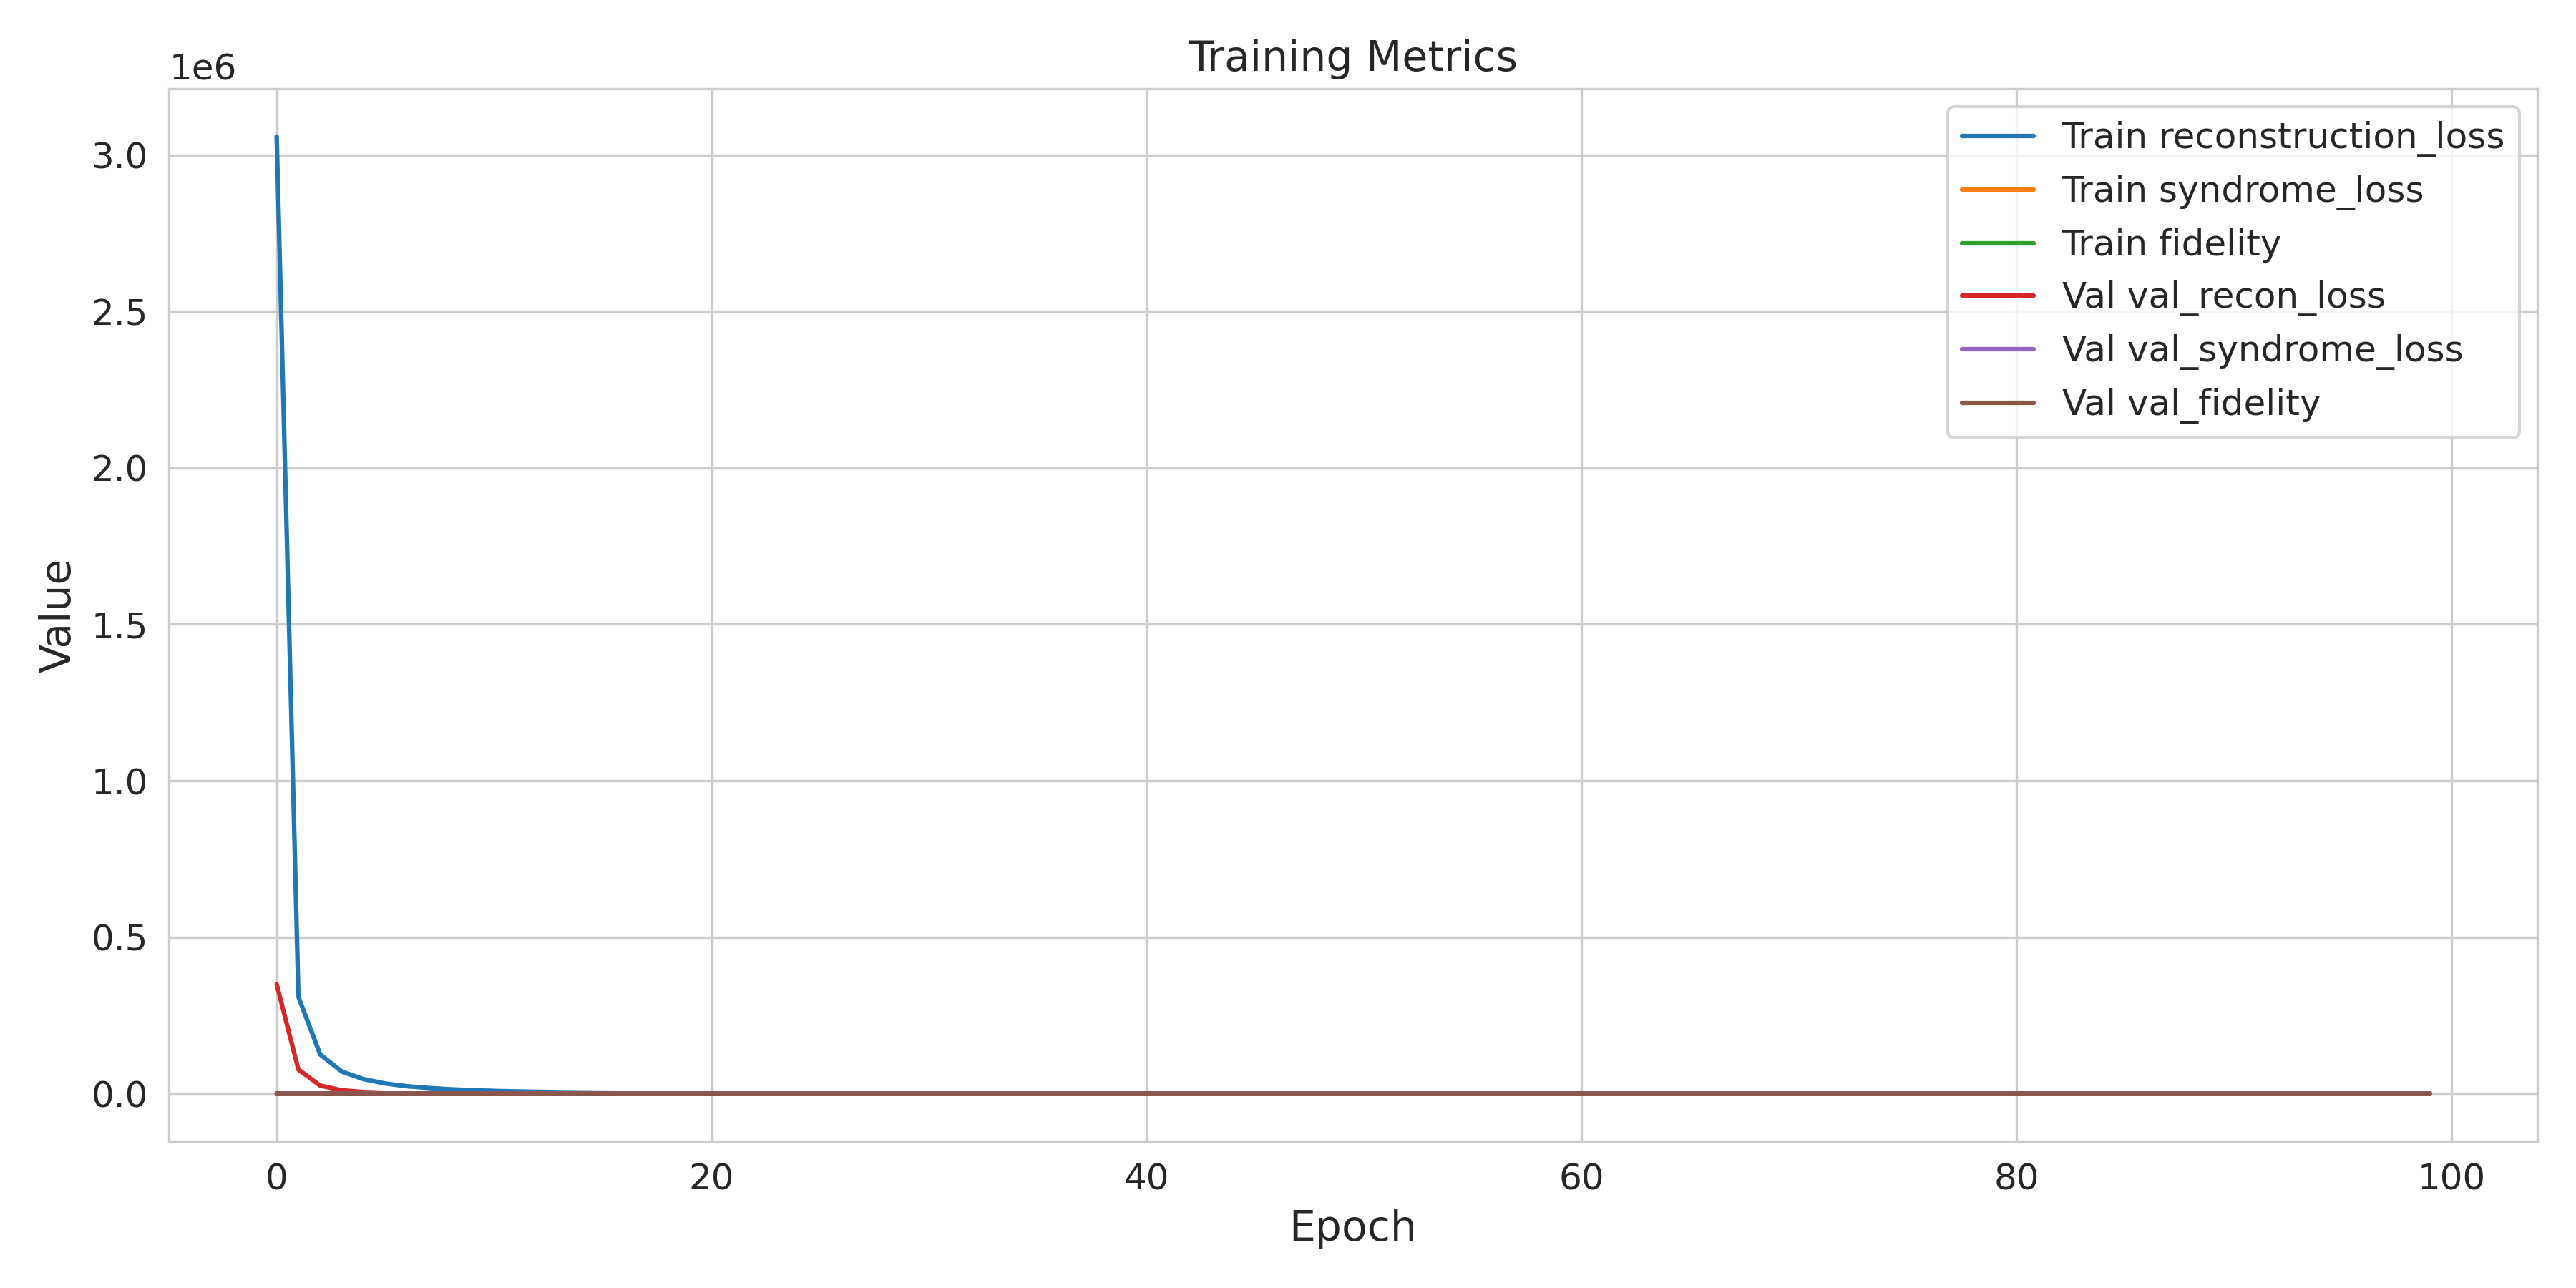 Training Metrics
1e6
3.0
2.5
2.0
1.5
1.0
0.5
0.0
Value
0
20
40
60
80
100
Epoch
Train reconstruction_loss
Train syndrome_loss
Train fidelity
Val val_recon_loss
Val val_syndrome_loss
Val val_fidelity